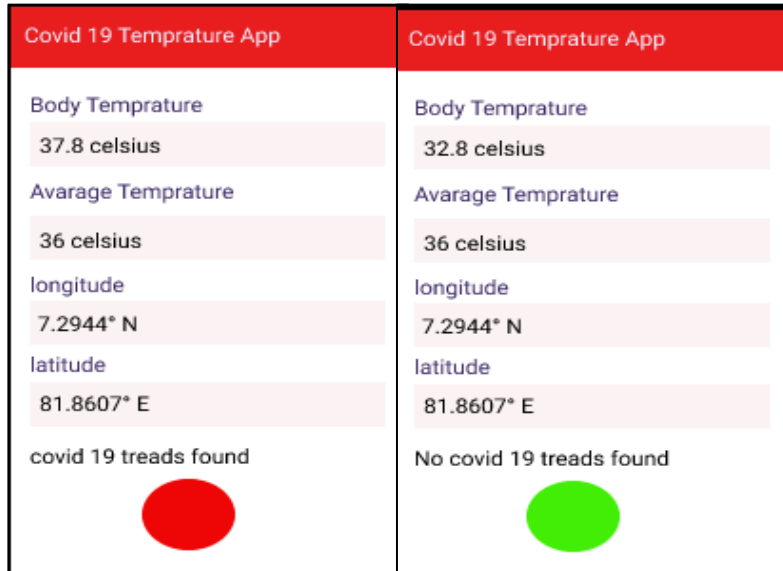 Covid 19 Temprature App
Body Temprature
37.8 celsius
Avarage Temprature
36 celsius
longitude
7.2944° N
latitude
81.8607° E
covid 19 treads found
Covid 19 Temprature App
Body Temprature
32.8 celsius
Avarage Temprature
36 celsius
longitude
7.2944° N
latitude
81.8607° E
No covid 19 treads found